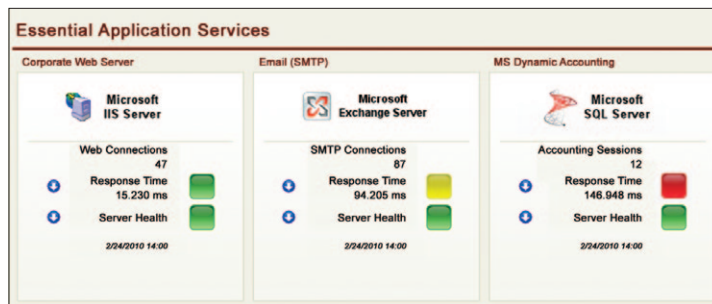 Essential Application Services
Corporate Web Server
Microsoft
IIS Server
Web Connections
47
Response Time
15.230 ms
Server Health
2/24/2010 14:00
Email (SMTP)
Microsoft
Exchange Server
SMTP Connections
87
Response Time
94.205 ms
Server Health
2/24/2010 14:00
MS Dynamic Accounting
Microsoft
SQL Server
Accounting Sessions
12
Response Time
146.948 ms
Server Health
2/24/2010 14:00